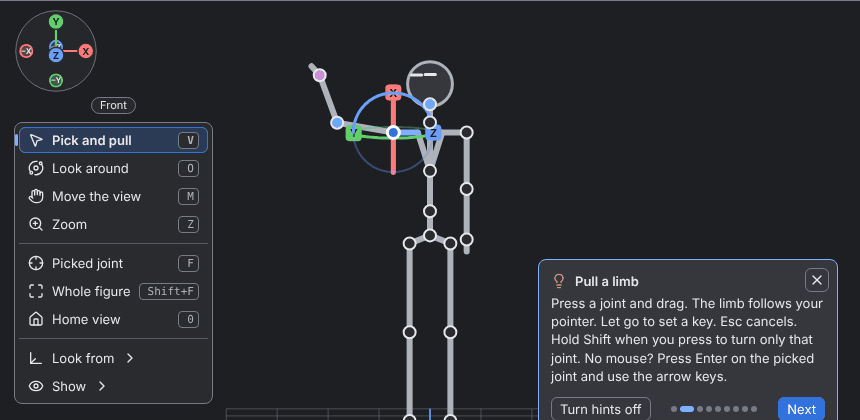 Y
-X
Z
X
-Y
Front
Pick and pull V
Look around O
Move the view M
Zoom Z
Picked joint F
Whole figure Shift+F
Home view 0
Look from
Show
X
Y
Z
Pull a limb
Press a joint and drag. The limb follows your
pointer. Let go to set a key. Esc cancels.
Hold Shift when you press to turn only that
joint. No mouse? Press Enter on the picked
joint and use the arrow keys.
Turn hints off
Next